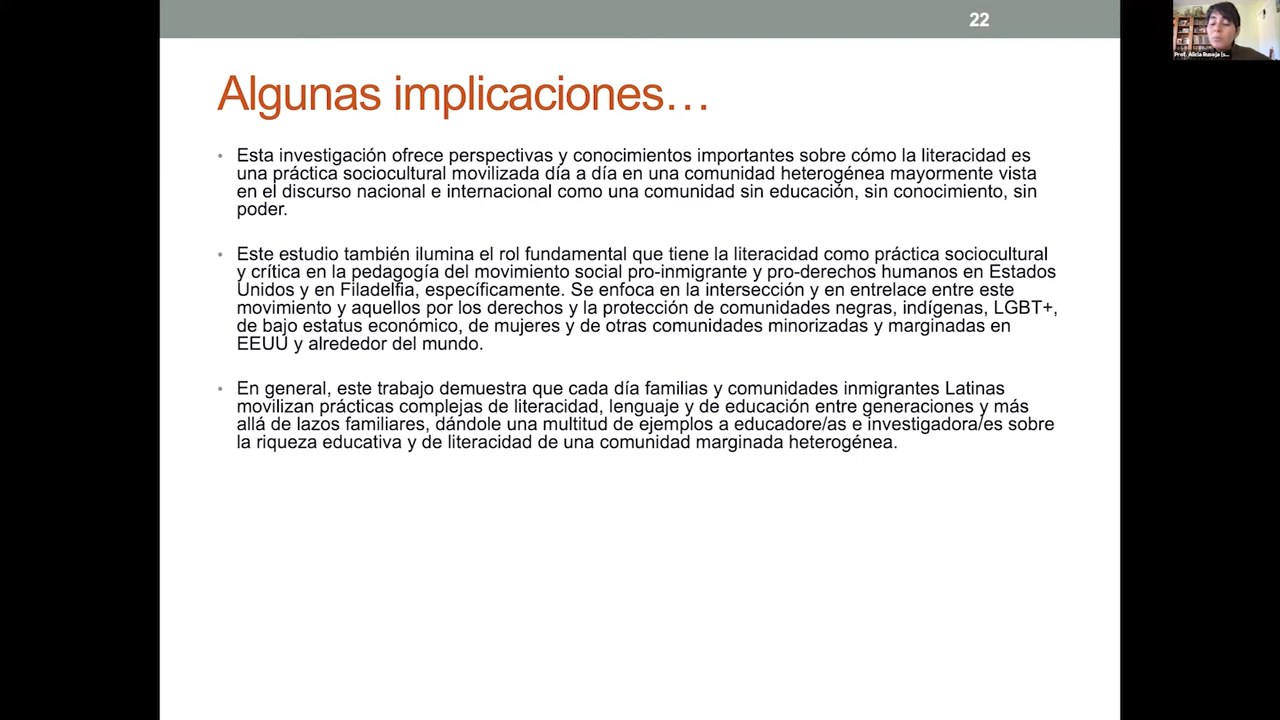 22
Algunas implicaciones…
• Esta investigación ofrece perspectivas y conocimientos importantes sobre cómo la literacidad es
una práctica sociocultural movilizada día a día en una comunidad heterogénea mayormente vista
en el discurso nacional e internacional como una comunidad sin educación, sin conocimiento, sin
poder.
• Este estudio también ilumina el rol fundamental que tiene la literacidad como práctica sociocultural
y crítica en la pedagogía del movimiento social pro-inmigrante y pro-derechos humanos en Estados
Unidos y en Filadelfia, específicamente. Se enfoca en la intersección y en entrelace entre este
movimiento y aquellos por los derechos y la protección de comunidades negras, indígenas, LGBT+,
de bajo estatus económico, de mujeres y de otras comunidades minorizadas y marginadas en
EEUU y alrededor del mundo.
• En general, este trabajo demuestra que cada día familias y comunidades inmigrantes Latinas
movilizan prácticas complejas de literacidad, lenguaje y de educación entre generaciones y más
allá de lazos familiares, dándole una multitud de ejemplos a educadore/as e investigadora/es sobre
la riqueza educativa y de literacidad de una comunidad marginada heterogénea.
Prof. Alicia